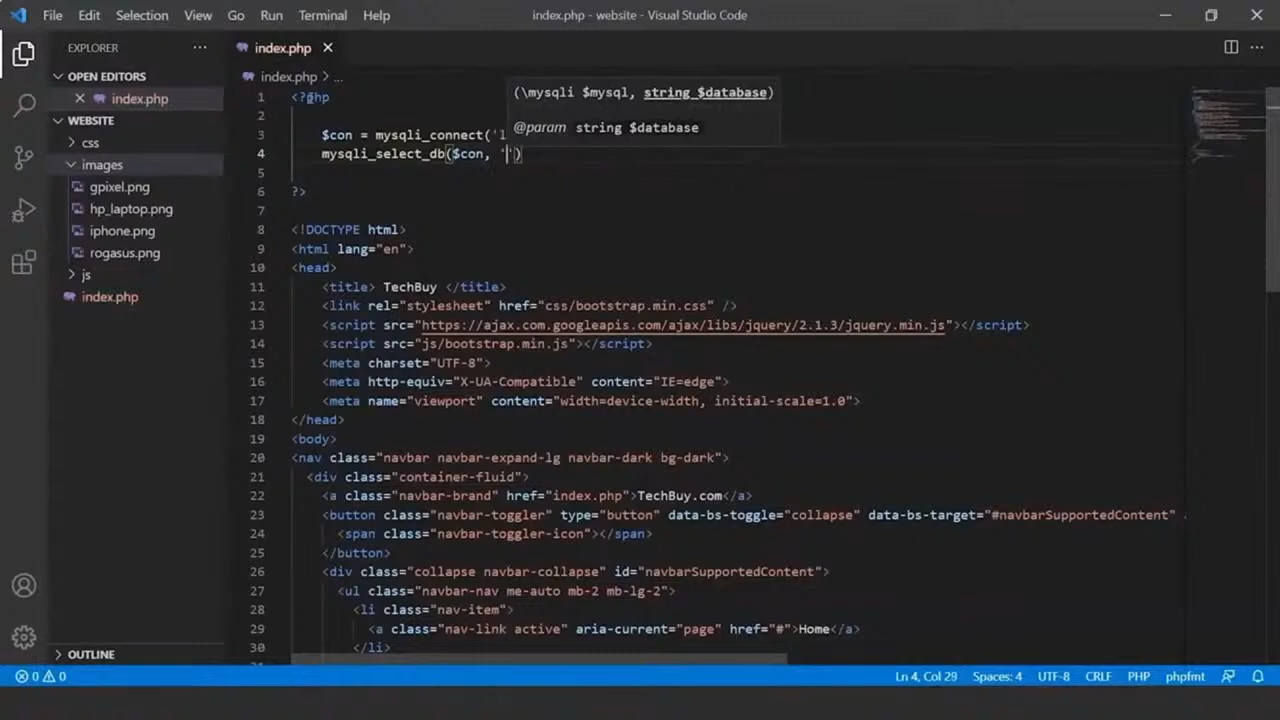 File Edit Selection View Go Run Terminal Help index.php - website - Visual Studio Code
EXPLORER
OPEN EDITORS
index.php
WEBSITE
css
images
gpixel.png
hp_laptop.png
iphone.png
rogasus.png
js
index.php
OUTLINE
index.php
index.php > ...
(\mysqli $mysql, string $database)
@param string $database
1 <?php
2
3 $con = mysqli_connect('l
4 mysqli_select_db($con, '')
5
6 ?>
7
8 <!DOCTYPE html>
9 <html lang="en">
10 <head>
11 <title> TechBuy </title>
12 <link rel="stylesheet" href="css/bootstrap.min.css" />
13 <script src="https://ajax.com.googleapis.com/ajax/libs/jquery/2.1.3/jquery.min.js"></script>
14 <script src="js/bootstrap.min.js"></script>
15 <meta charset="UTF-8">
16 <meta http-equiv="X-UA-Compatible" content="IE=edge">
17 <meta name="viewport" content="width=device-width, initial-scale=1.0">
18 </head>
19 <body>
20 <nav class="navbar navbar-expand-lg navbar-dark bg-dark">
21 <div class="container-fluid">
22 <a class="navbar-brand" href="index.php">TechBuy.com</a>
23 <button class="navbar-toggler" type="button" data-bs-toggle="collapse" data-bs-target="#navbarSupportedContent"
24 <span class="navbar-toggler-icon"></span>
25 </button>
26 <div class="collapse navbar-collapse" id="navbarSupportedContent">
27 <ul class="navbar-nav me-auto mb-2 mb-lg-2">
28 <li class="nav-item">
29 <a class="nav-link active" aria-current="page" href="#">Home</a>
30 </li>
0 0 Ln 4, Col 29 Spaces: 4 UTF-8 CRLF PHP phpfmt